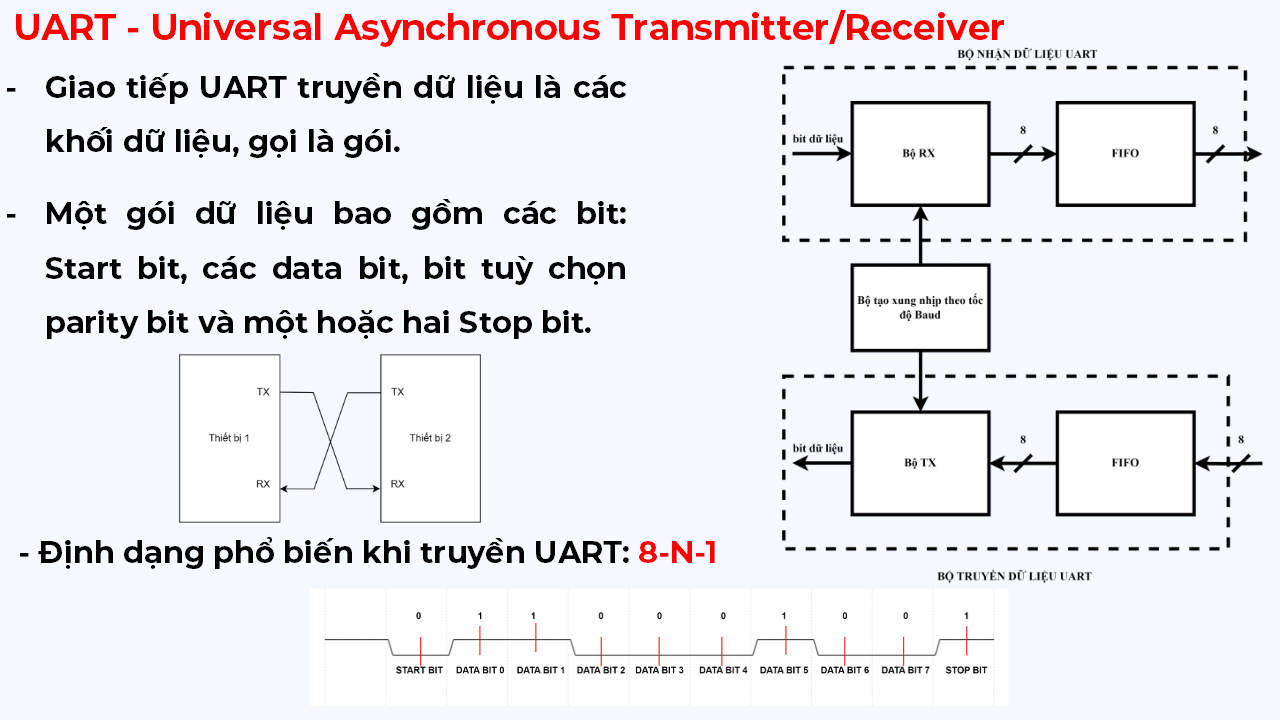 UART - Universal Asynchronous Transmitter/Receiver
- Giao tiếp UART truyền dữ liệu là các
khối dữ liệu, gọi là gói.
- Một gói dữ liệu bao gồm các bit:
Start bit, các data bit, bit tuỳ chọn
parity bit và một hoặc hai Stop bit.
TX
TX
Thiết bị 1
Thiết bị 2
RX
RX
- Định dạng phổ biến khi truyền UART: 8-N-1
BỘ NHẬN DỮ LIỆU UART
bit dữ liệu
Bộ RX
8
FIFO
8
Bộ tạo xung nhịp theo tốc
độ Baud
bit dữ liệu
Bộ TX
8
FIFO
8
BỘ TRUYỀN DỮ LIỆU UART
0 1 1 0 0 0 1 0 0 1
START BIT DATA BIT 0 DATA BIT 1 DATA BIT 2 DATA BIT 3 DATA BIT 4 DATA BIT 5 DATA BIT 6 DATA BIT 7 STOP BIT